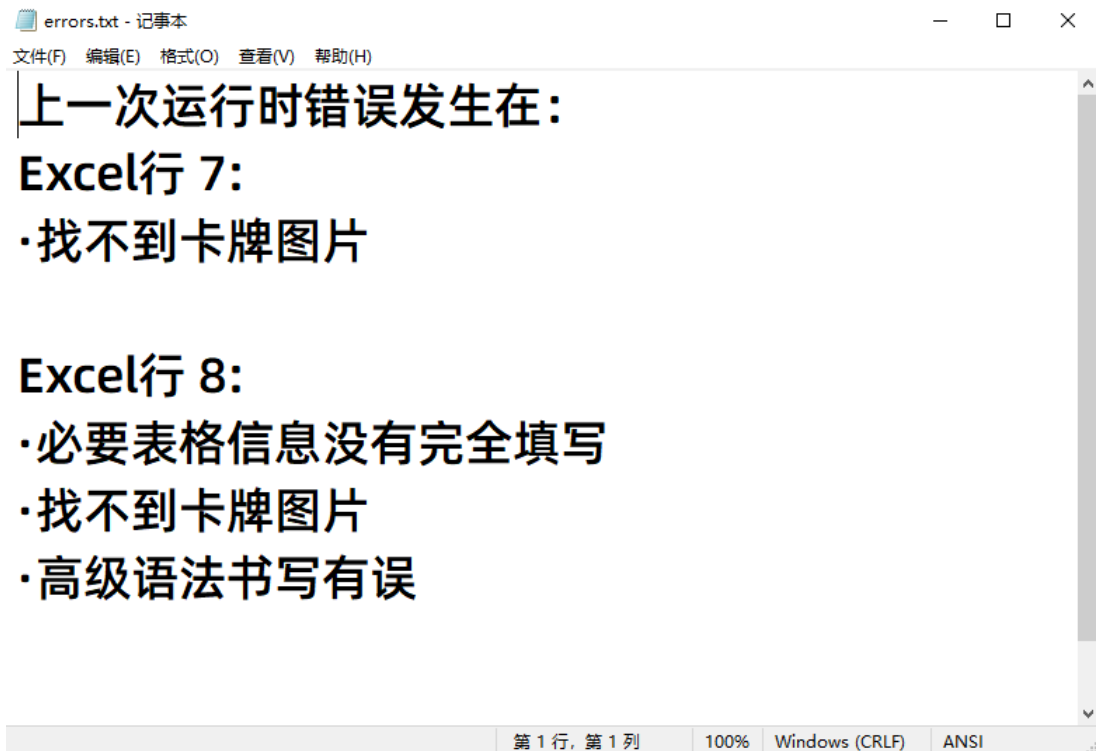 errors.txt - 记事本
文件(F) 编辑(E) 格式(O) 查看(V) 帮助(H)
上一次运行时错误发生在：
Excel行 7:
·找不到卡牌图片
Excel行 8:
·必要表格信息没有完全填写
·找不到卡牌图片
·高级语法书写有误
第 1 行，第 1 列 100% Windows (CRLF) ANSI